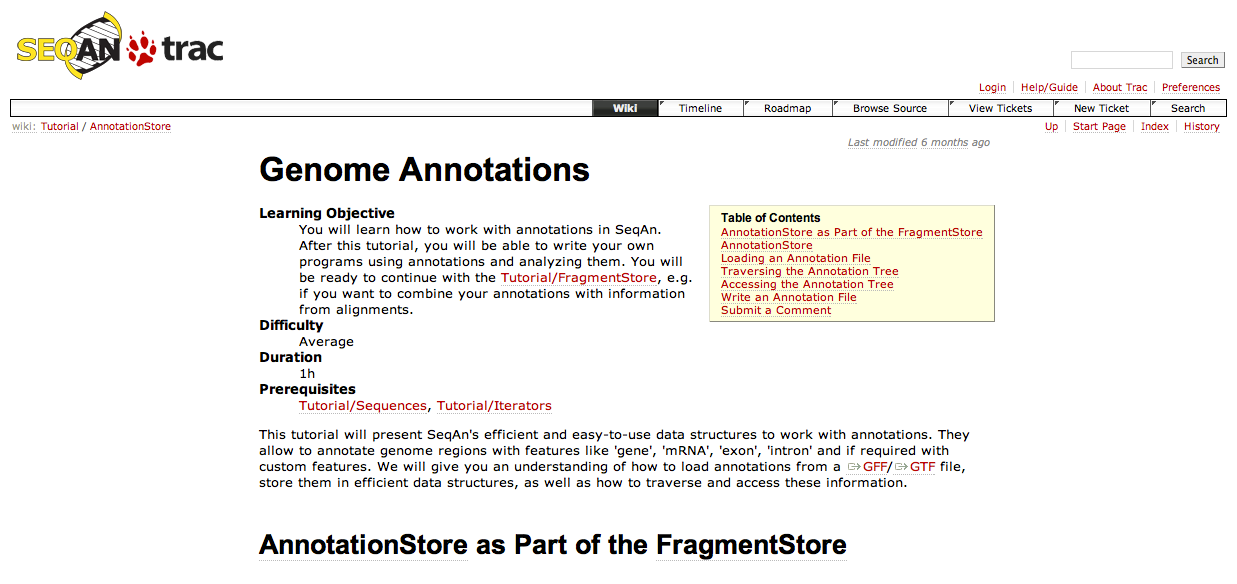 SEQAN trac
Search
Login Help/Guide About Trac Preferences
Wiki Timeline Roadmap Browse Source View Tickets New Ticket Search
wiki: Tutorial / AnnotationStore
Up Start Page Index History
Last modified 6 months ago
Genome Annotations
Learning Objective
You will learn how to work with annotations in SeqAn.
After this tutorial, you will be able to write your own
programs using annotations and analyzing them. You will
be ready to continue with the Tutorial/FragmentStore, e.g.
if you want to combine your annotations with information
from alignments.
Difficulty
Average
Duration
1h
Prerequisites
Tutorial/Sequences, Tutorial/Iterators
Table of Contents
AnnotationStore as Part of the FragmentStore
AnnotationStore
Loading an Annotation File
Traversing the Annotation Tree
Accessing the Annotation Tree
Write an Annotation File
Submit a Comment
This tutorial will present SeqAn's efficient and easy-to-use data structures to work with annotations. They
allow to annotate genome regions with features like 'gene', 'mRNA', 'exon', 'intron' and if required with
custom features. We will give you an understanding of how to load annotations from a GFF/ GTF file,
store them in efficient data structures, as well as how to traverse and access these information.
AnnotationStore as Part of the FragmentStore